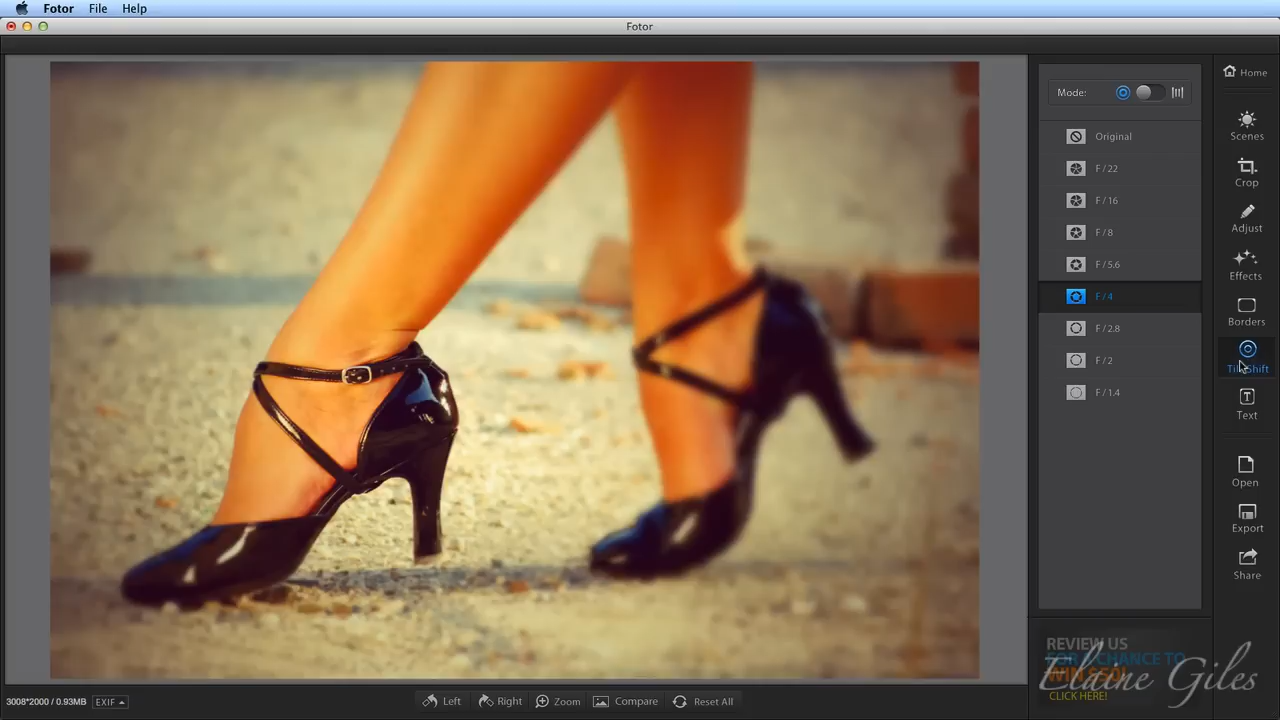 Fotor File Help
Fotor
Home
Mode:
Scenes
Original
F/22
Crop
F/16
Adjust
F/8
F/5.6
Effects
F/4
Borders
F/2.8
F/2
Tilt-Shift
F/1.4
Text
Open
Export
Share
REVIEW US
FOR A CHANCE TO
WIN $50!
CLICK HERE!
Elaine Giles
3008*2000 / 0.93MB EXIF
Left Right Zoom Compare Reset All